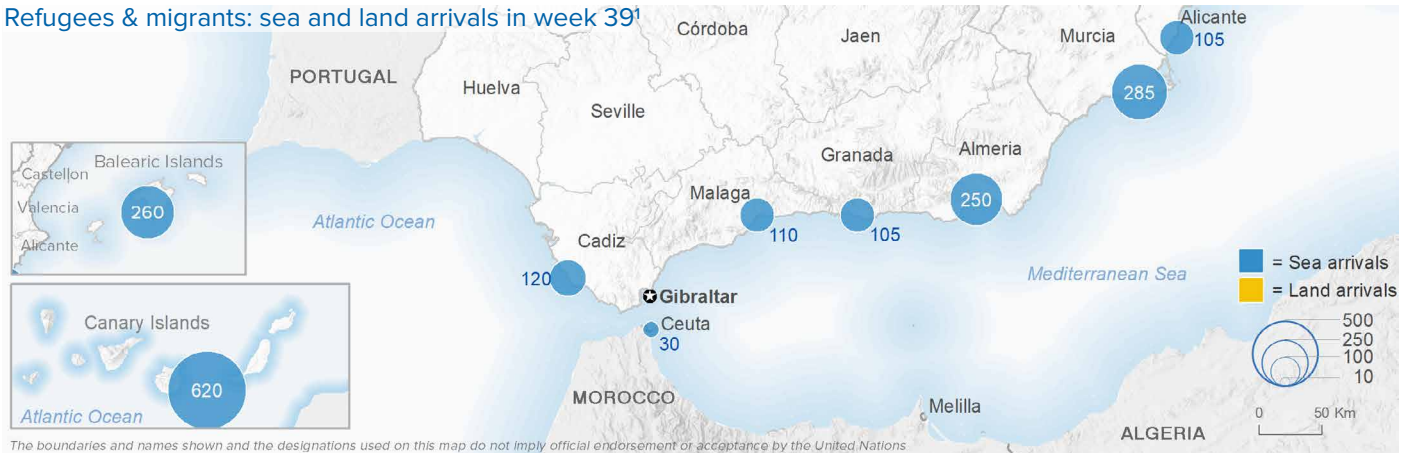 Refugees & migrants: sea and land arrivals in week 39¹
PORTUGAL
Huelva
Córdoba
Jaen
Murcia
Alicante
105
285
Seville
Granada
Almeria
250
Malaga
110
105
Cadiz
120
Gibraltar
Ceuta
30
Atlantic Ocean
Mediterranean Sea
MOROCCO
Melilla
ALGERIA
Balearic Islands
Castellon
Valencia
Alicante
260
Canary Islands
620
Atlantic Ocean
= Sea arrivals
= Land arrivals
500
250
100
10
0 50 Km
The boundaries and names shown and the designations used on this map do not imply official endorsement or acceptance by the United Nations